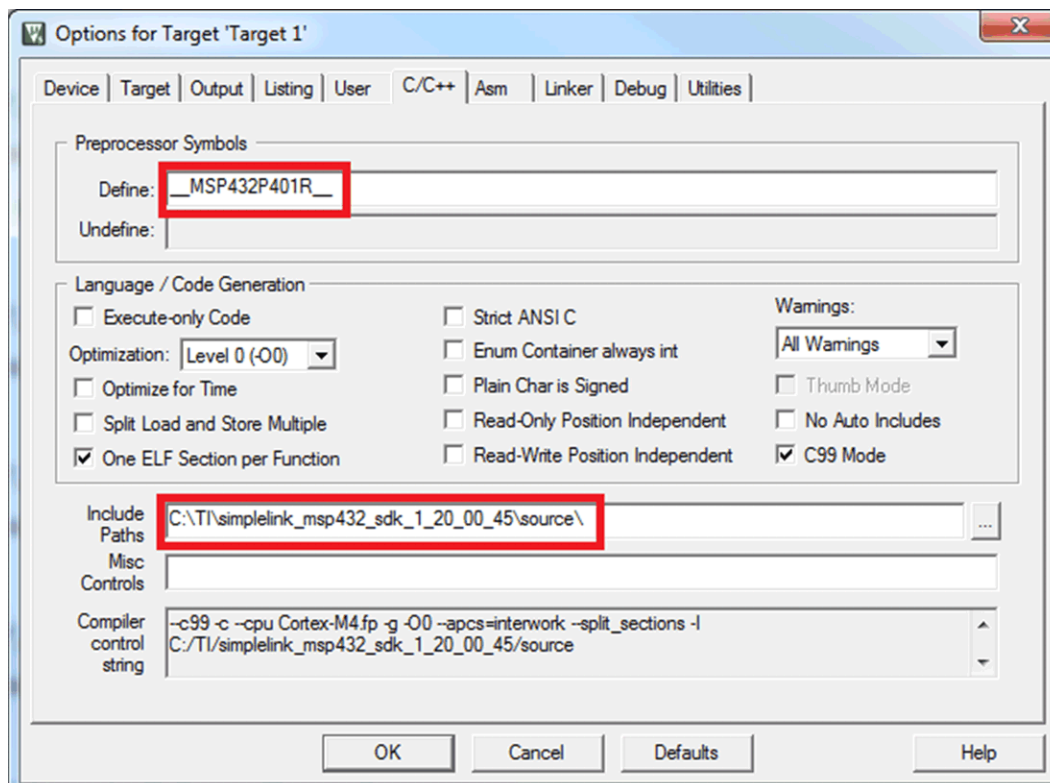 Options for Target 'Target 1'
Device Target Output Listing User C/C++ Asm Linker Debug Utilities
Preprocessor Symbols
Define: __MSP432P401R__
Undefine:
Language / Code Generation
Execute-only Code
Strict ANSI C
Warnings:
Optimization: Level 0 (-O0)
Enum Container always int
All Warnings
Optimize for Time
Plain Char is Signed
Thumb Mode
Split Load and Store Multiple
Read-Only Position Independent
No Auto Includes
One ELF Section per Function
Read-Write Position Independent
C99 Mode
Include
Paths
C:\TI\simplelink_msp432_sdk_1_20_00_45\source\
...
Misc
Controls
Compiler
control
string
--c99 -c --cpu Cortex-M4.fp -g -O0 --apcs=interwork --split_sections -I
C:/TI/simplelink_msp432_sdk_1_20_00_45/source
OK Cancel Defaults Help